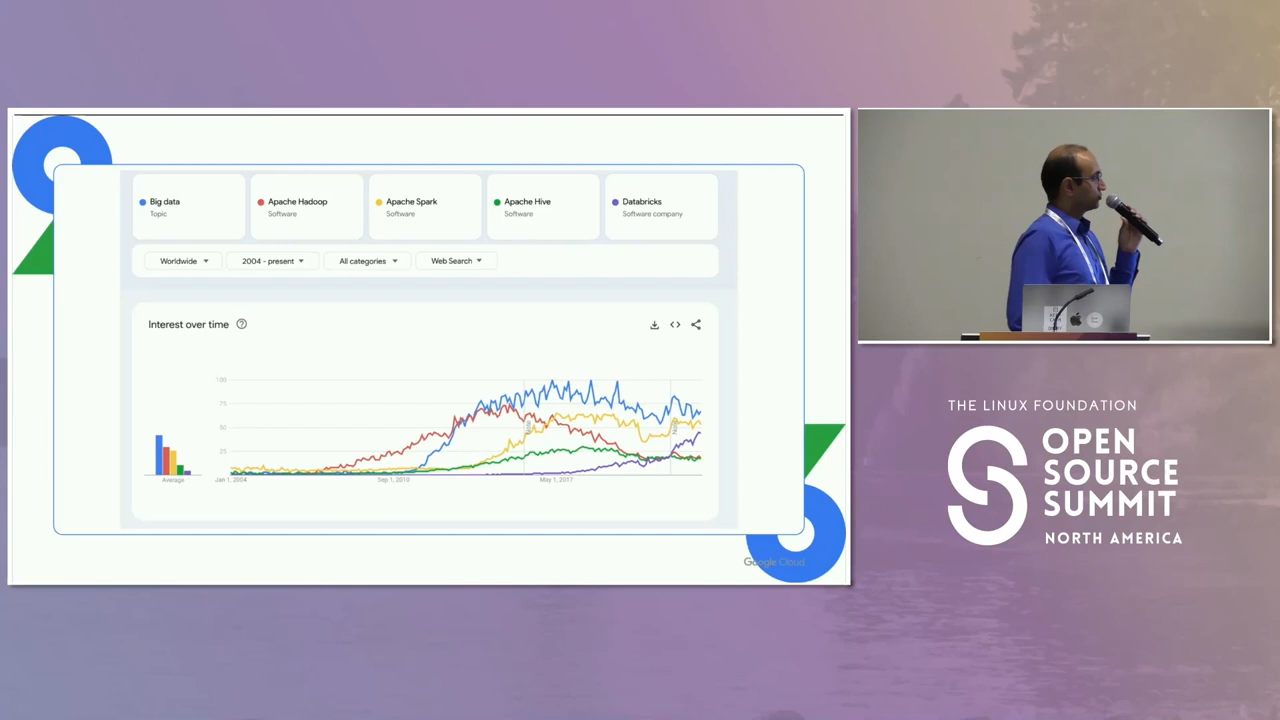 Big data
Topic
Apache Hadoop
Software
Apache Spark
Software
Apache Hive
Software
Databricks
Software company
Worldwide
2004 - present
All categories
Web Search
Interest over time
100
75
50
25
Note
Note
Average
Jan 1, 2004
Sep 1, 2010
May 1, 2017
Google Cloud
THE LINUX FOUNDATION
OPEN
SOURCE
SUMMIT
NORTH AMERICA